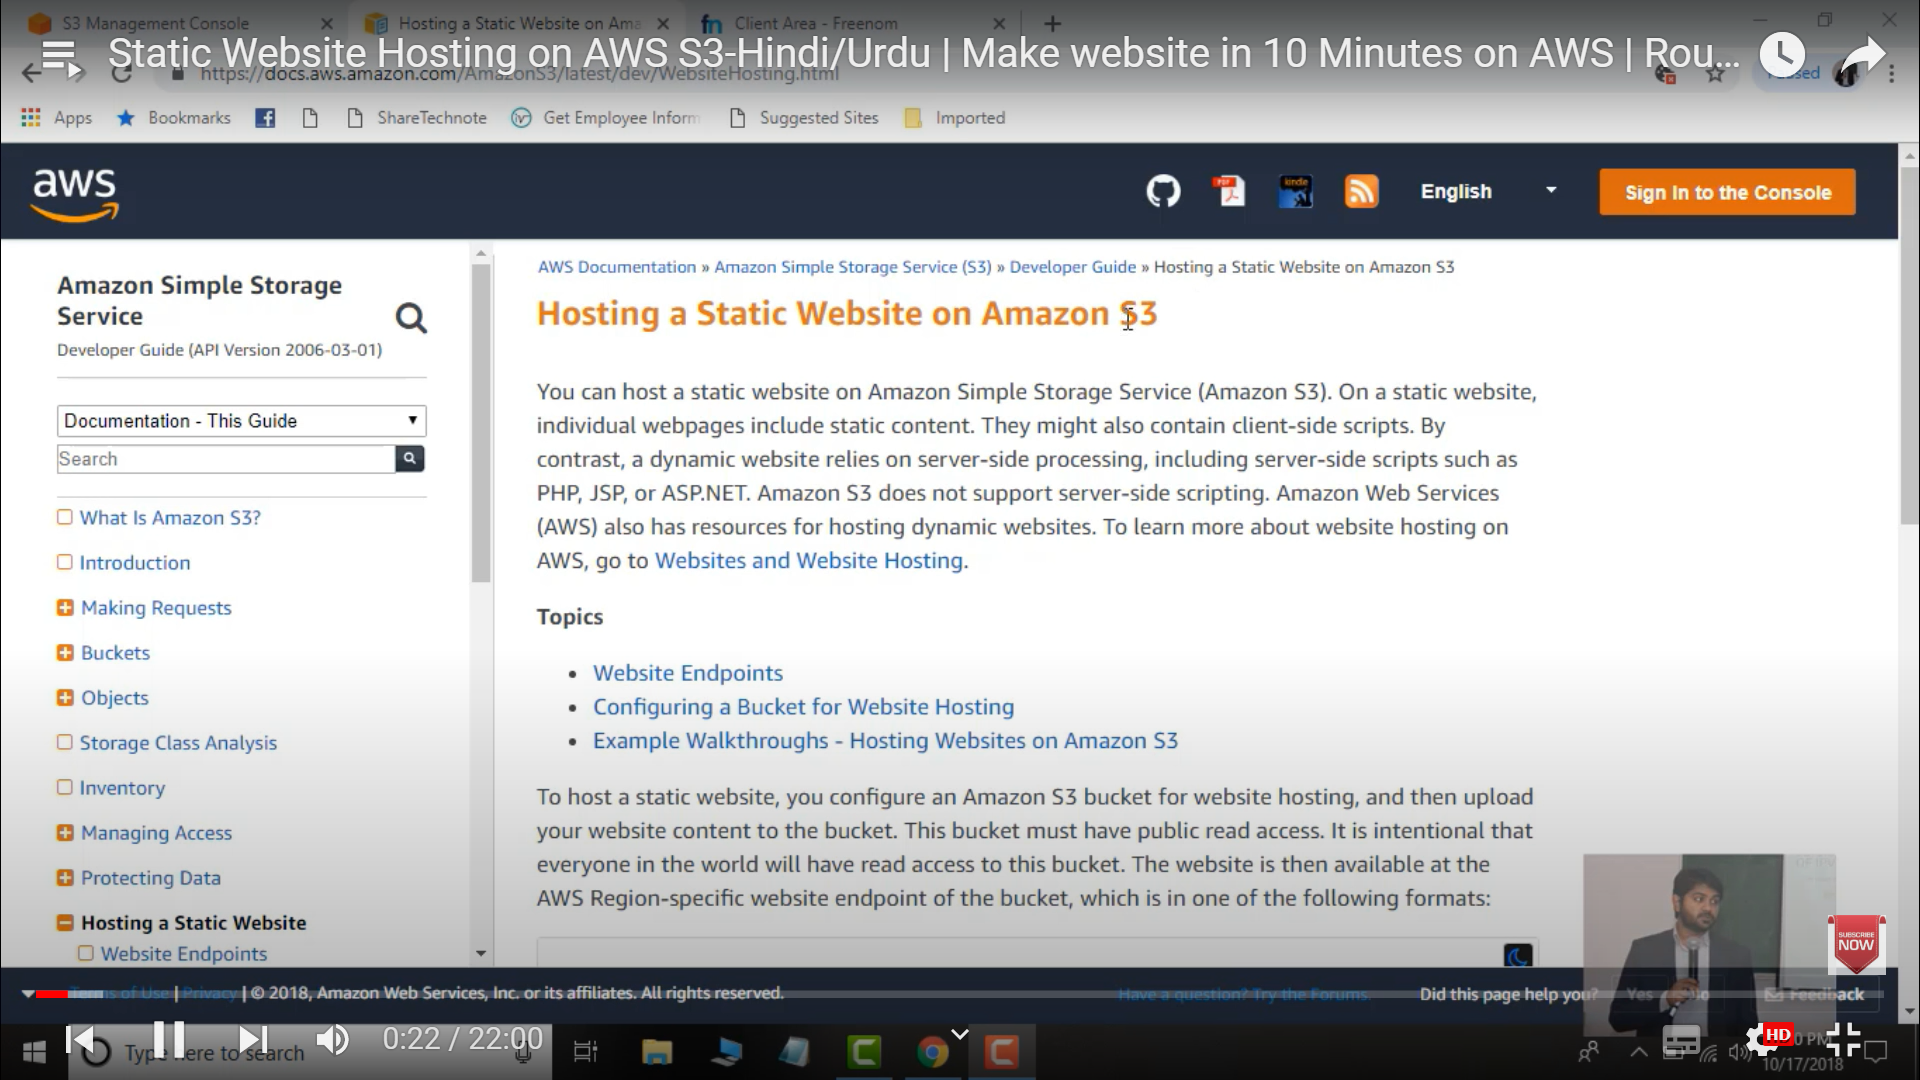 S3 Management Console
Hosting a Static Website on Ama
Client Area - Freenom
Static Website Hosting on AWS S3-Hindi/Urdu | Make website in 10 Minutes on AWS | Rou...
https://docs.aws.amazon.com/AmazonS3/latest/dev/WebsiteHosting.html
Apps
Bookmarks
ShareTechnote
Get Employee Inform
Suggested Sites
Imported
aws
PDF
kindle
English
Sign In to the Console
Amazon Simple Storage
Service
Developer Guide (API Version 2006-03-01)
Documentation - This Guide
Search
What Is Amazon S3?
Introduction
Making Requests
Buckets
Objects
Storage Class Analysis
Inventory
Managing Access
Protecting Data
Hosting a Static Website
Website Endpoints
AWS Documentation » Amazon Simple Storage Service (S3) » Developer Guide » Hosting a Static Website on Amazon S3
Hosting a Static Website on Amazon S3
You can host a static website on Amazon Simple Storage Service (Amazon S3). On a static website,
individual webpages include static content. They might also contain client-side scripts. By
contrast, a dynamic website relies on server-side processing, including server-side scripts such as
PHP, JSP, or ASP.NET. Amazon S3 does not support server-side scripting. Amazon Web Services
(AWS) also has resources for hosting dynamic websites. To learn more about website hosting on
AWS, go to Websites and Website Hosting.
Topics
• Website Endpoints
• Configuring a Bucket for Website Hosting
• Example Walkthroughs - Hosting Websites on Amazon S3
To host a static website, you configure an Amazon S3 bucket for website hosting, and then upload
your website content to the bucket. This bucket must have public read access. It is intentional that
everyone in the world will have read access to this bucket. The website is then available at the
AWS Region-specific website endpoint of the bucket, which is in one of the following formats:
SUBSCRIBE
NOW
Terms of Use | Privacy | © 2018, Amazon Web Services, Inc. or its affiliates. All rights reserved.
Have a question? Try the Forums.
Did this page help you?
Yes
Feedback
0:22 / 22:00
Type here to search
HD
PM
10/17/2018